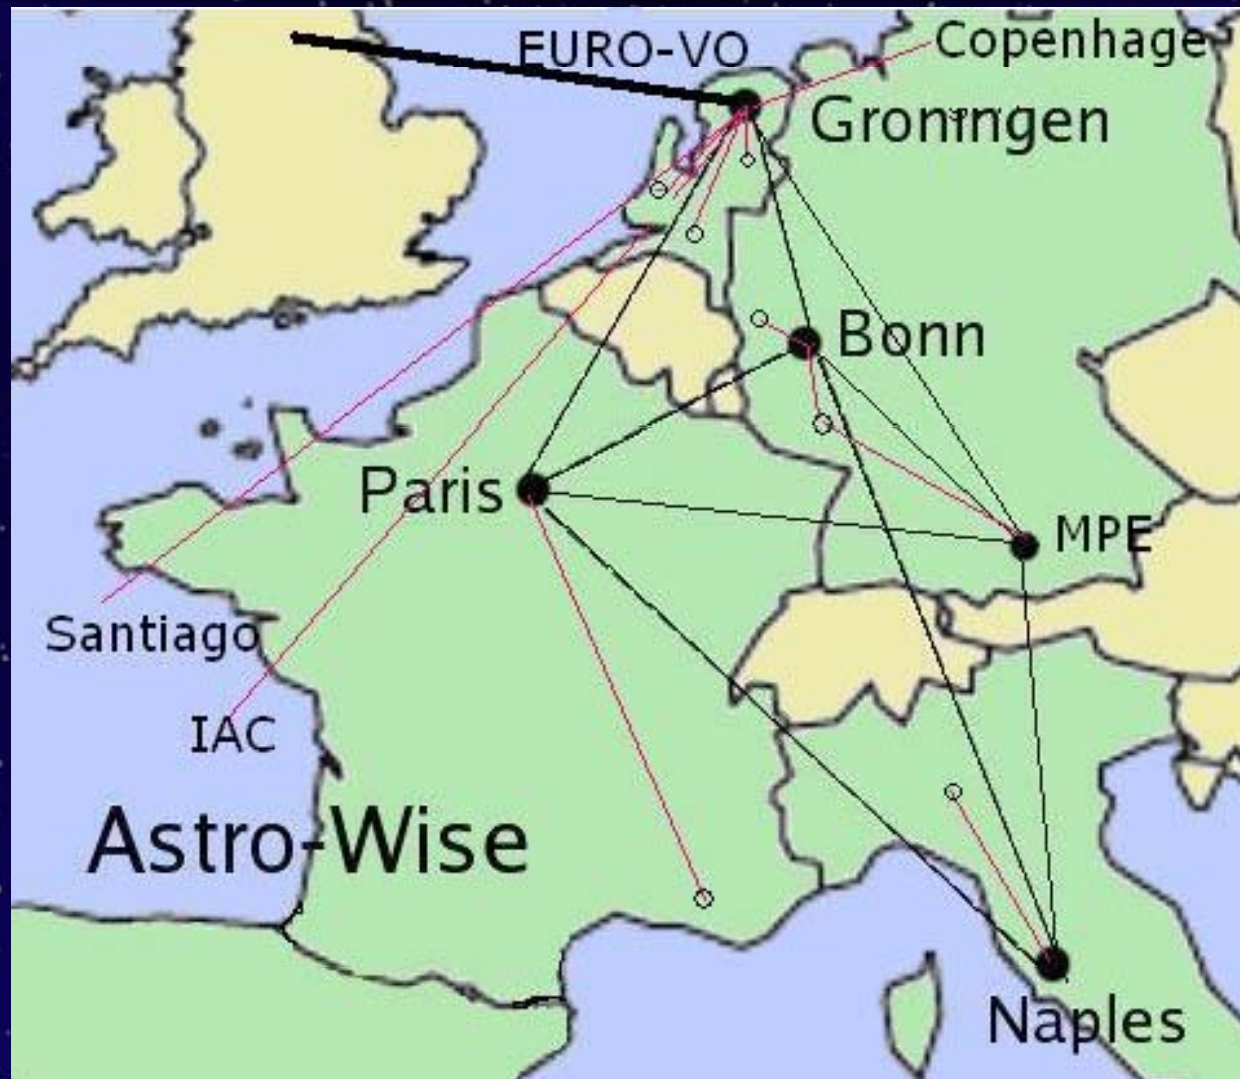 EURO-VO
Copenhage
Groningen
Bonn
Paris
MPE
Santiago
IAC
Astro-Wise
Naples